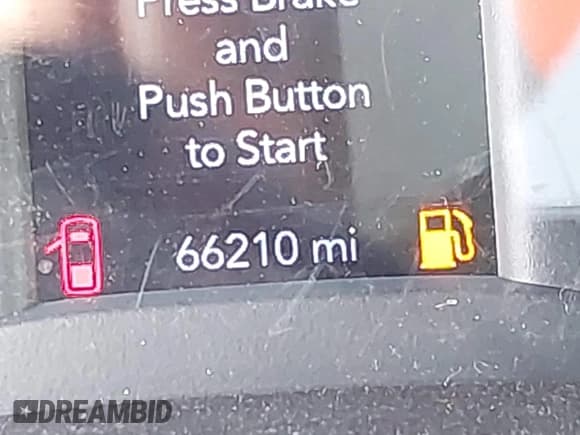 Press Brake
and
Push Button
to Start
66210 mi
DREAMBID